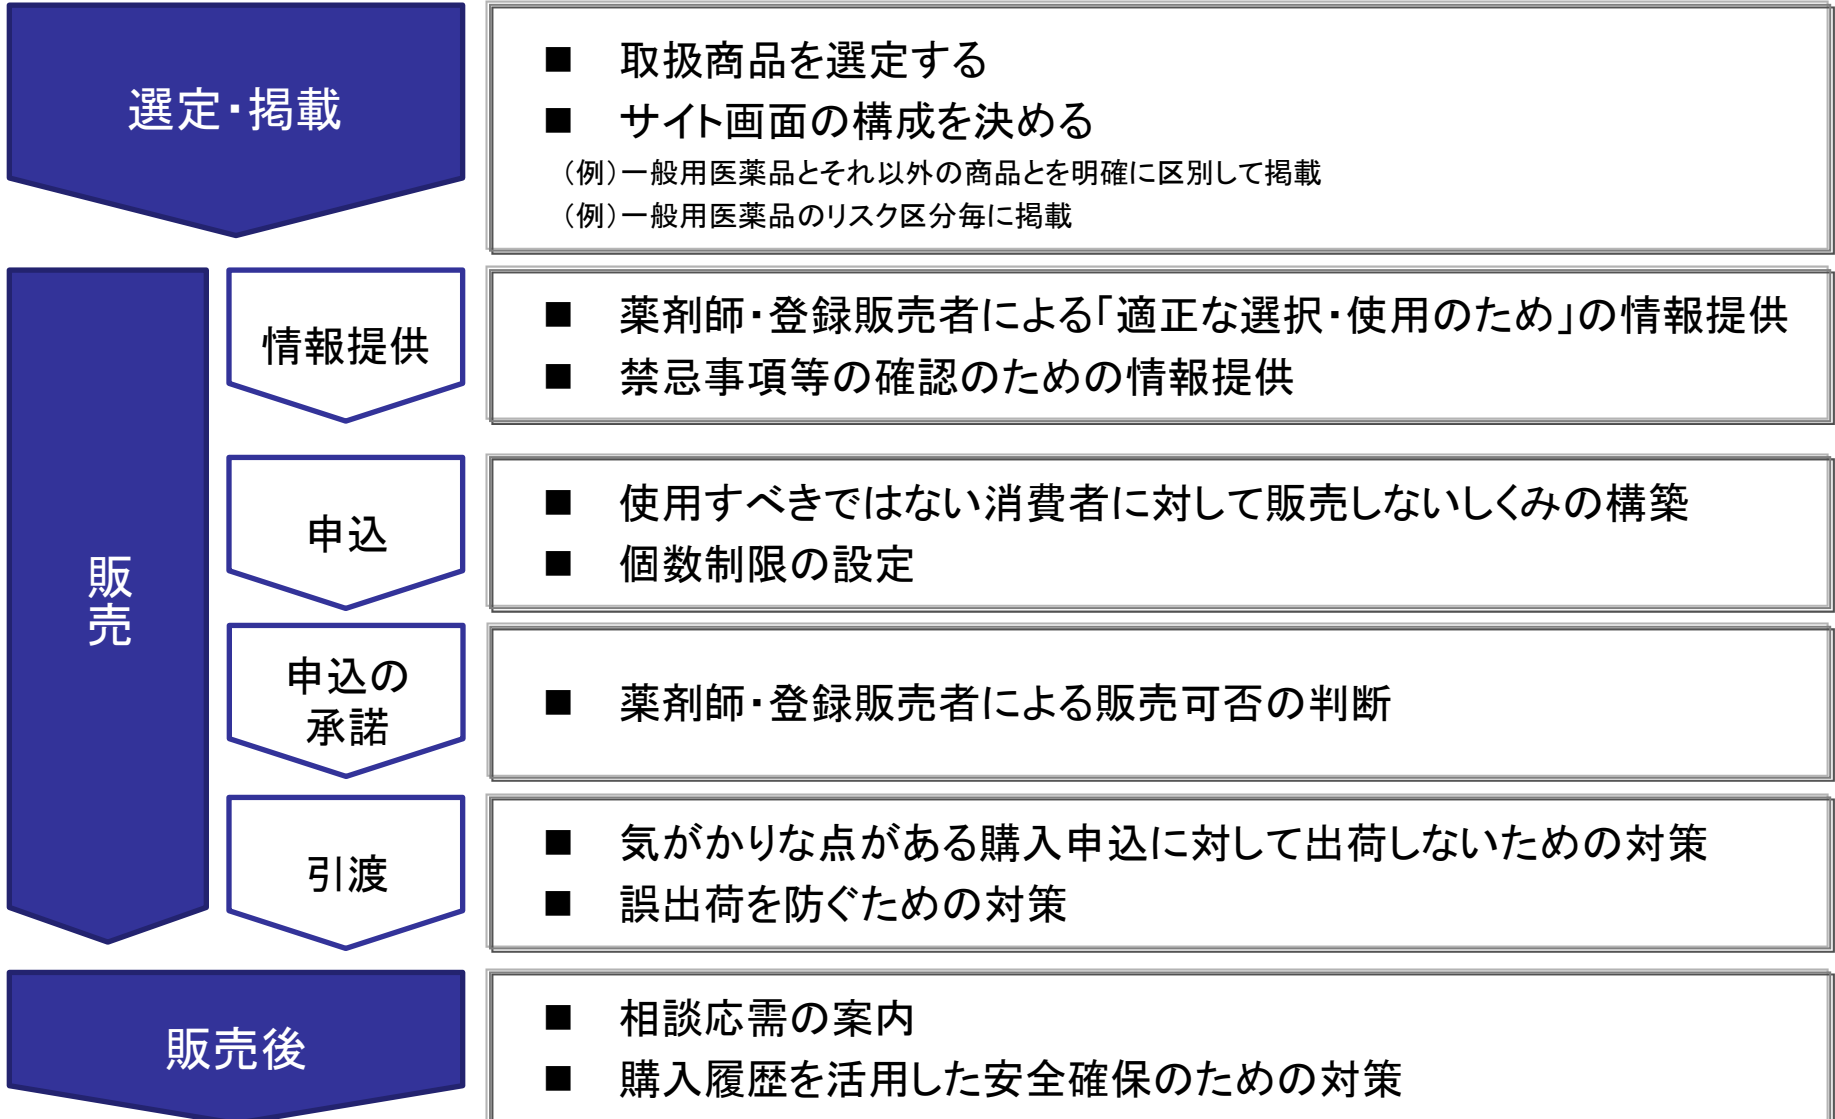 選定・掲載
■ 取扱商品を選定する
■ サイト画面の構成を決める
（例）一般用医薬品とそれ以外の商品とを明確に区別して掲載
（例）一般用医薬品のリスク区分毎に掲載
販売
情報提供
■ 薬剤師・登録販売者による「適正な選択・使用のため」の情報提供
■ 禁忌事項等の確認のための情報提供
申込
■ 使用すべきではない消費者に対して販売しないしくみの構築
■ 個数制限の設定
申込の
承諾
■ 薬剤師・登録販売者による販売可否の判断
引渡
■ 気がかりな点がある購入申込に対して出荷しないための対策
■ 誤出荷を防ぐための対策
販売後
■ 相談応需の案内
■ 購入履歴を活用した安全確保のための対策